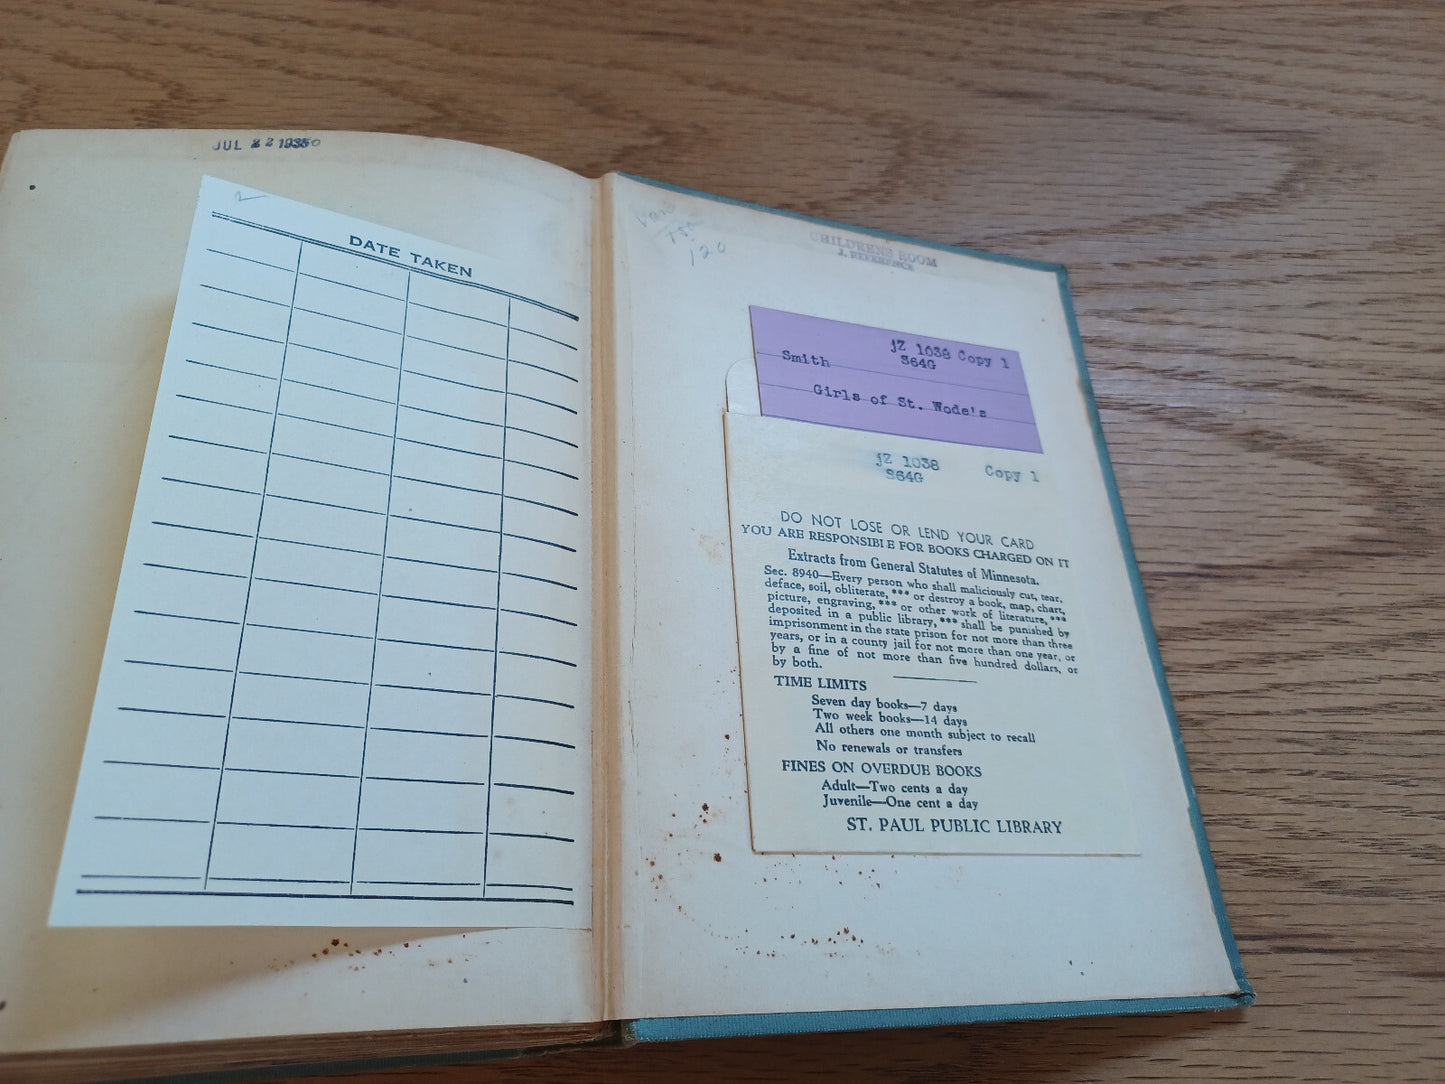 JUL 22
DATE TAKEN
120
CHILDRENS ROOM
J. REFERENCE
jZ 1038 Copy 1
S64G
Smith
Girls of St. Wode's
jZ 1038 Copy 1
S64G
DO NOT LOSE OR LEND YOUR CARD
YOU ARE RESPONSIBLE FOR BOOKS CHARGED ON IT
Extracts from General Statutes of Minnesota.
Sec. 8940—Every person who shall maliciously cut, tear,
deface, soil, obliterate, *** or destroy a book, map, chart,
picture, engraving, *** or other work of literature, ***
deposited in a public library, *** shall be punished by
imprisonment in the state prison for not more than three
years, or in a county jail for not more than one year, or
by a fine of not more than five hundred dollars, or
by both.
TIME LIMITS
Seven day books—7 days
Two week books—14 days
All others one month subject to recall
No renewals or transfers
FINES ON OVERDUE BOOKS
Adult—Two cents a day
Juvenile—One cent a day
ST. PAUL PUBLIC LIBRARY